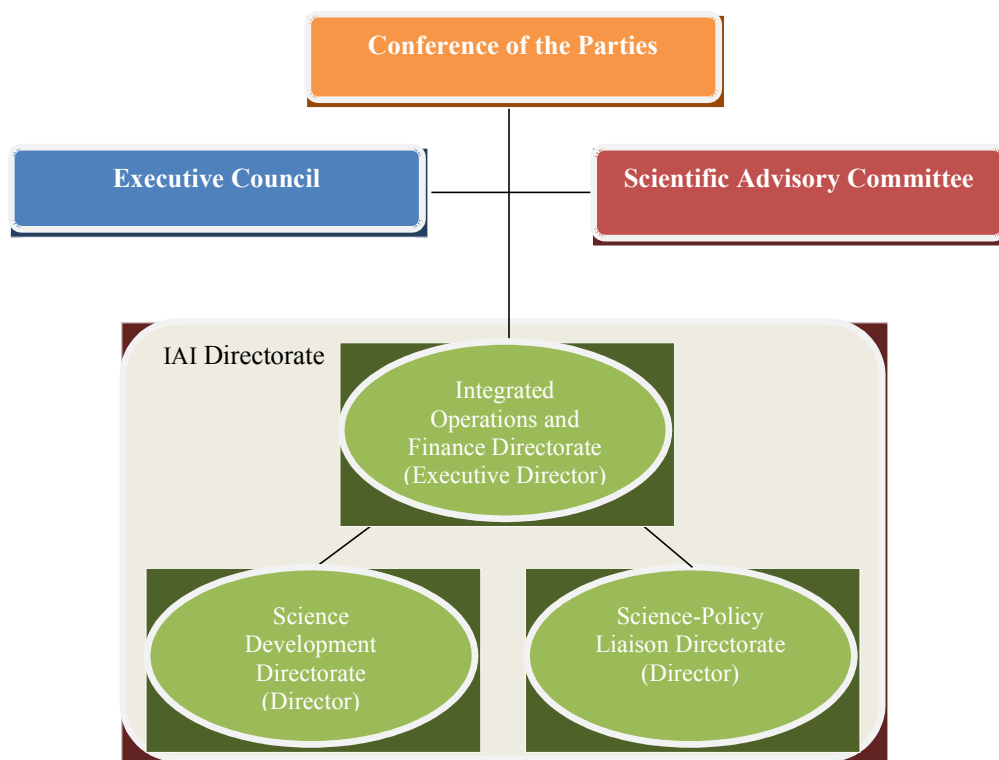 Conference of the Parties
Executive Council
Scientific Advisory Committee
IAI Directorate
Integrated
Operations and
Finance Directorate
(Executive Director)
Science
Development
Directorate
(Director)
Science-Policy
Liaison Directorate
(Director)